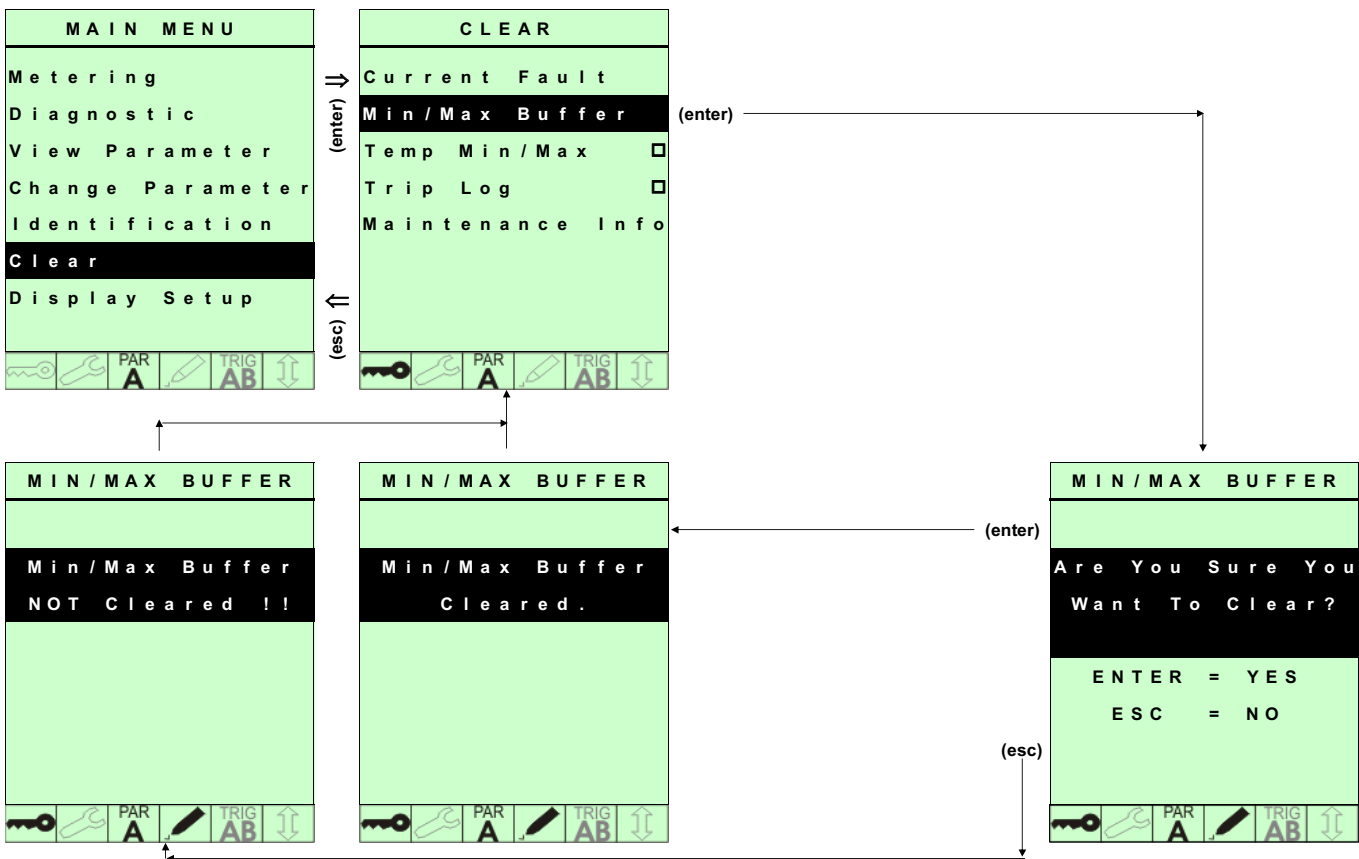 MAIN MENU
Metering
Diagnostic
View Parameter
Change Parameter
Identification
Clear
Display Setup
PAR
A
TRIG
AB
(enter)
(esc)
CLEAR
Current Fault
Min/Max Buffer
Temp Min/Max
Trip Log
Maintenance Info
PAR
A
TRIG
AB
(enter)
MIN/MAX BUFFER
Min/Max Buffer
NOT Cleared !!
PAR
A
TRIG
AB
MIN/MAX BUFFER
Min/Max Buffer
Cleared.
PAR
A
TRIG
AB
(enter)
(esc)
MIN/MAX BUFFER
Are You Sure You
Want To Clear?
ENTER = YES
ESC = NO
PAR
A
TRIG
AB